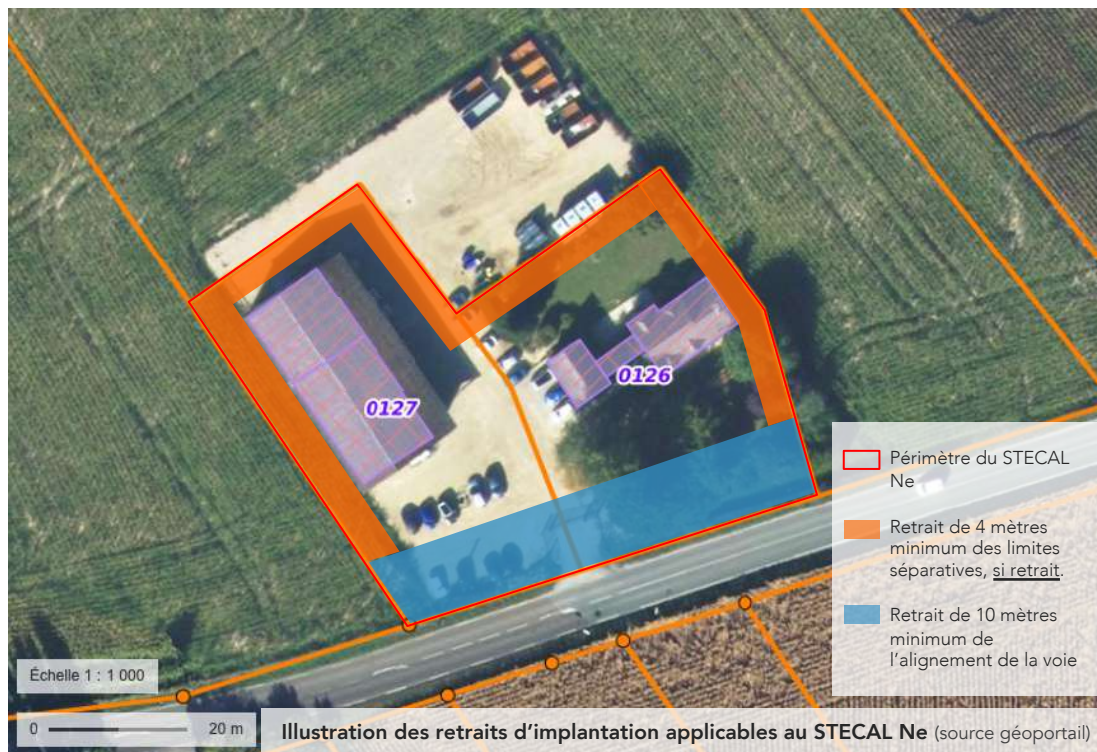 0127
0126
Périmètre du STECAL
Ne
Retrait de 4 mètres
minimum des limites
séparatives, si retrait.
Retrait de 10 mètres
minimum de
l'alignement de la voie
Échelle 1 : 1 000
0 20 m
Illustration des retraits d'implantation applicables au STECAL Ne (source géoportail)